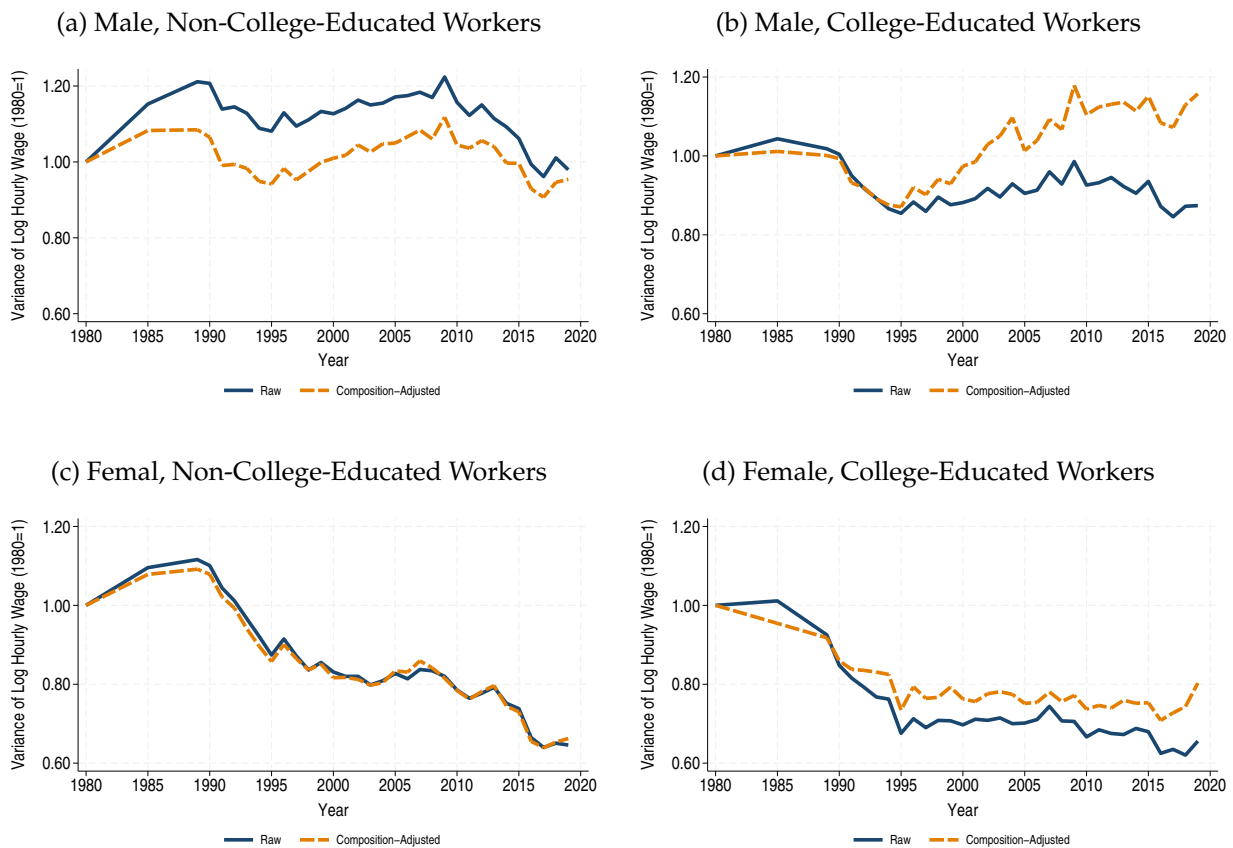 (a) Male, Non-College-Educated Workers
Variance of Log Hourly Wage (1980=1)
1.20
1.00
0.80
0.60
1980 1985 1990 1995 2000 2005 2010 2015 2020
Year
Raw Composition-Adjusted
(b) Male, College-Educated Workers
Variance of Log Hourly Wage (1980=1)
1.20
1.00
0.80
0.60
1980 1985 1990 1995 2000 2005 2010 2015 2020
Year
Raw Composition-Adjusted
(c) Femal, Non-College-Educated Workers
Variance of Log Hourly Wage (1980=1)
1.20
1.00
0.80
0.60
1980 1985 1990 1995 2000 2005 2010 2015 2020
Year
Raw Composition-Adjusted
(d) Female, College-Educated Workers
Variance of Log Hourly Wage (1980=1)
1.20
1.00
0.80
0.60
1980 1985 1990 1995 2000 2005 2010 2015 2020
Year
Raw Composition-Adjusted